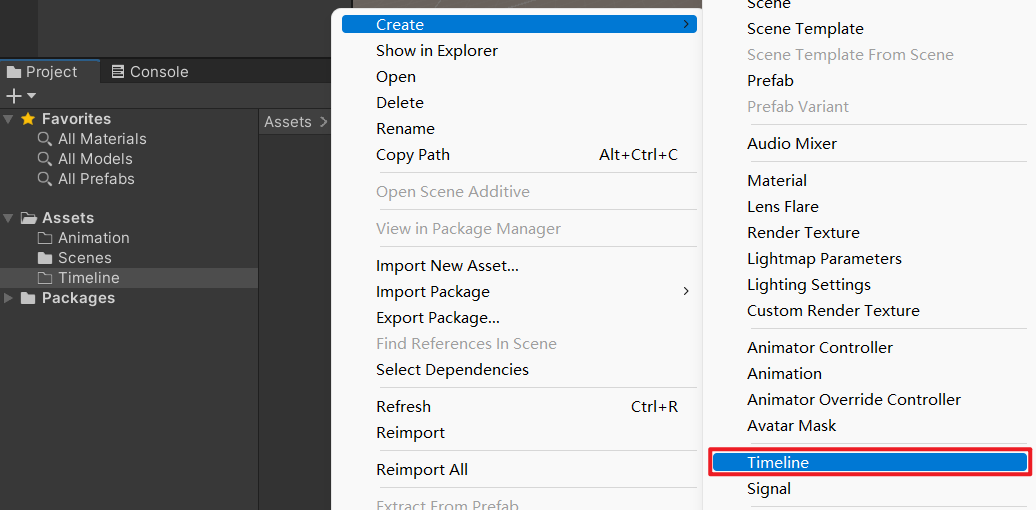 Project
Console
Favorites
All Materials
All Models
All Prefabs
Assets
Animation
Scenes
Timeline
Packages
Assets
Create
Show in Explorer
Open
Delete
Rename
Copy Path Alt+Ctrl+C
Open Scene Additive
View in Package Manager
Import New Asset...
Import Package
Export Package...
Find References In Scene
Select Dependencies
Refresh Ctrl+R
Reimport
Reimport All
Extract From Prefab
Scene
Scene Template
Scene Template From Scene
Prefab
Prefab Variant
Audio Mixer
Material
Lens Flare
Render Texture
Lightmap Parameters
Lighting Settings
Custom Render Texture
Animator Controller
Animation
Animator Override Controller
Avatar Mask
Timeline
Signal